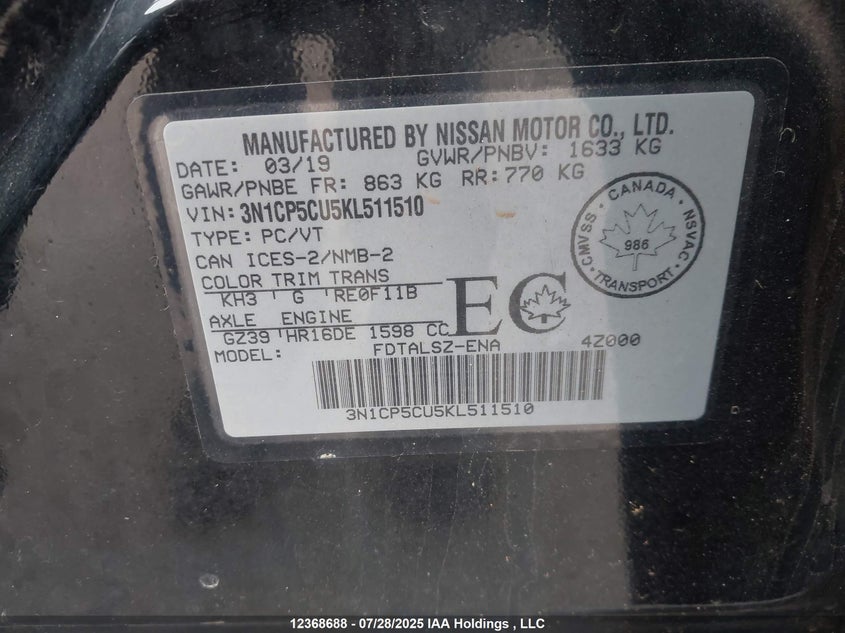 MANUFACTURED BY NISSAN MOTOR CO., LTD.
DATE: 03/19 GVWR/PNBV: 1633 KG
GAWR/PNBE FR: 863 KG RR: 770 KG
VIN: 3N1CP5CU5KL511510
TYPE: PC/VT
CAN ICES-2/NMB-2
COLOR TRIM TRANS
KH3 G RE0F11B
AXLE ENGINE
GZ39 HR16DE 1598 CC
MODEL: FDTALSZ-ENA 4Z000
EC
CANADA
CMVSS NSVAC
986
TRANSPORT
3N1CP5CU5KL511510
12368688 - 07/28/2025 IAA Holdings , LLC